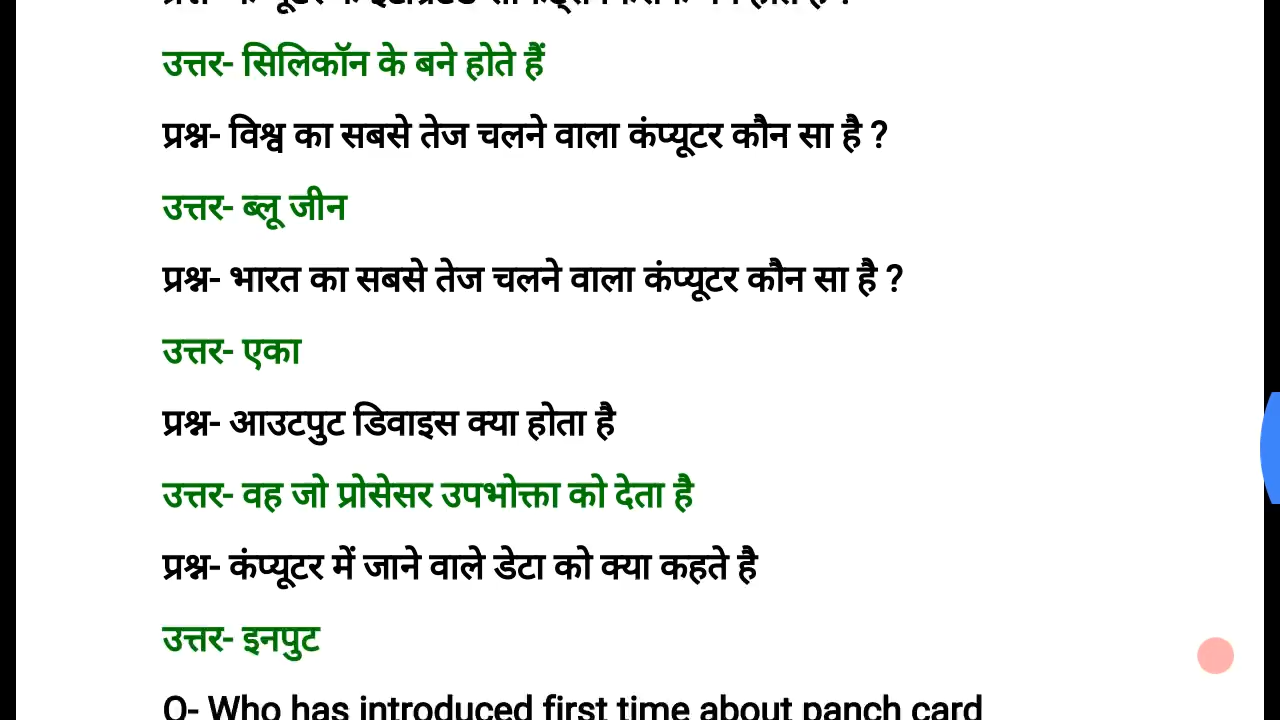 उत्तर- सिलिकॉन के बने होते हैं
प्रश्न- विश्व का सबसे तेज चलने वाला कंप्यूटर कौन सा है ?
उत्तर- ब्लू जीन
प्रश्न- भारत का सबसे तेज चलने वाला कंप्यूटर कौन सा है ?
उत्तर- एका
प्रश्न- आउटपुट डिवाइस क्या होता है
उत्तर- वह जो प्रोसेसर उपभोक्ता को देता है
प्रश्न- कंप्यूटर में जाने वाले डेटा को क्या कहते है
उत्तर- इनपुट
Q- Who has introduced first time about panch card